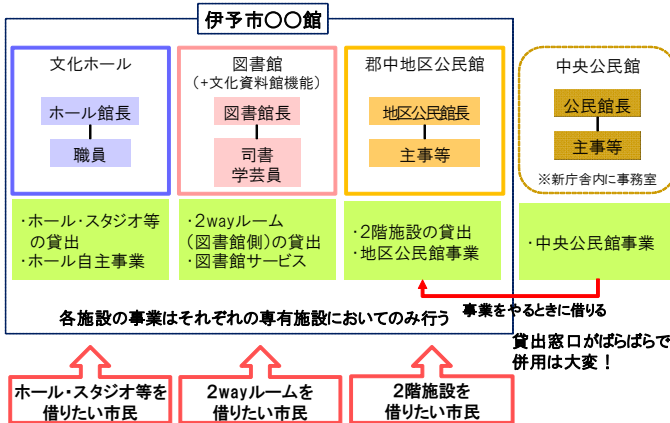 伊予市〇〇館
文化ホール
ホール館長
職員
図書館
(+文化資料館機能)
図書館長
司書
学芸員
郡中地区公民館
地区公民館長
主事等
中央公民館
公民館長
主事等
※新庁舎内に事務室
・ホール・スタジオ等
の貸出
・ホール自主事業
・2wayルーム
(図書館側)の貸出
・図書館サービス
・2階施設の貸出
・地区公民館事業
・中央公民館事業
事業をやるときに借りる
各施設の事業はそれぞれの専有施設においてのみ行う
貸出窓口がばらばらで
併用は大変！
ホール・スタジオ等を
借りたい市民
2wayルームを
借りたい市民
2階施設を
借りたい市民